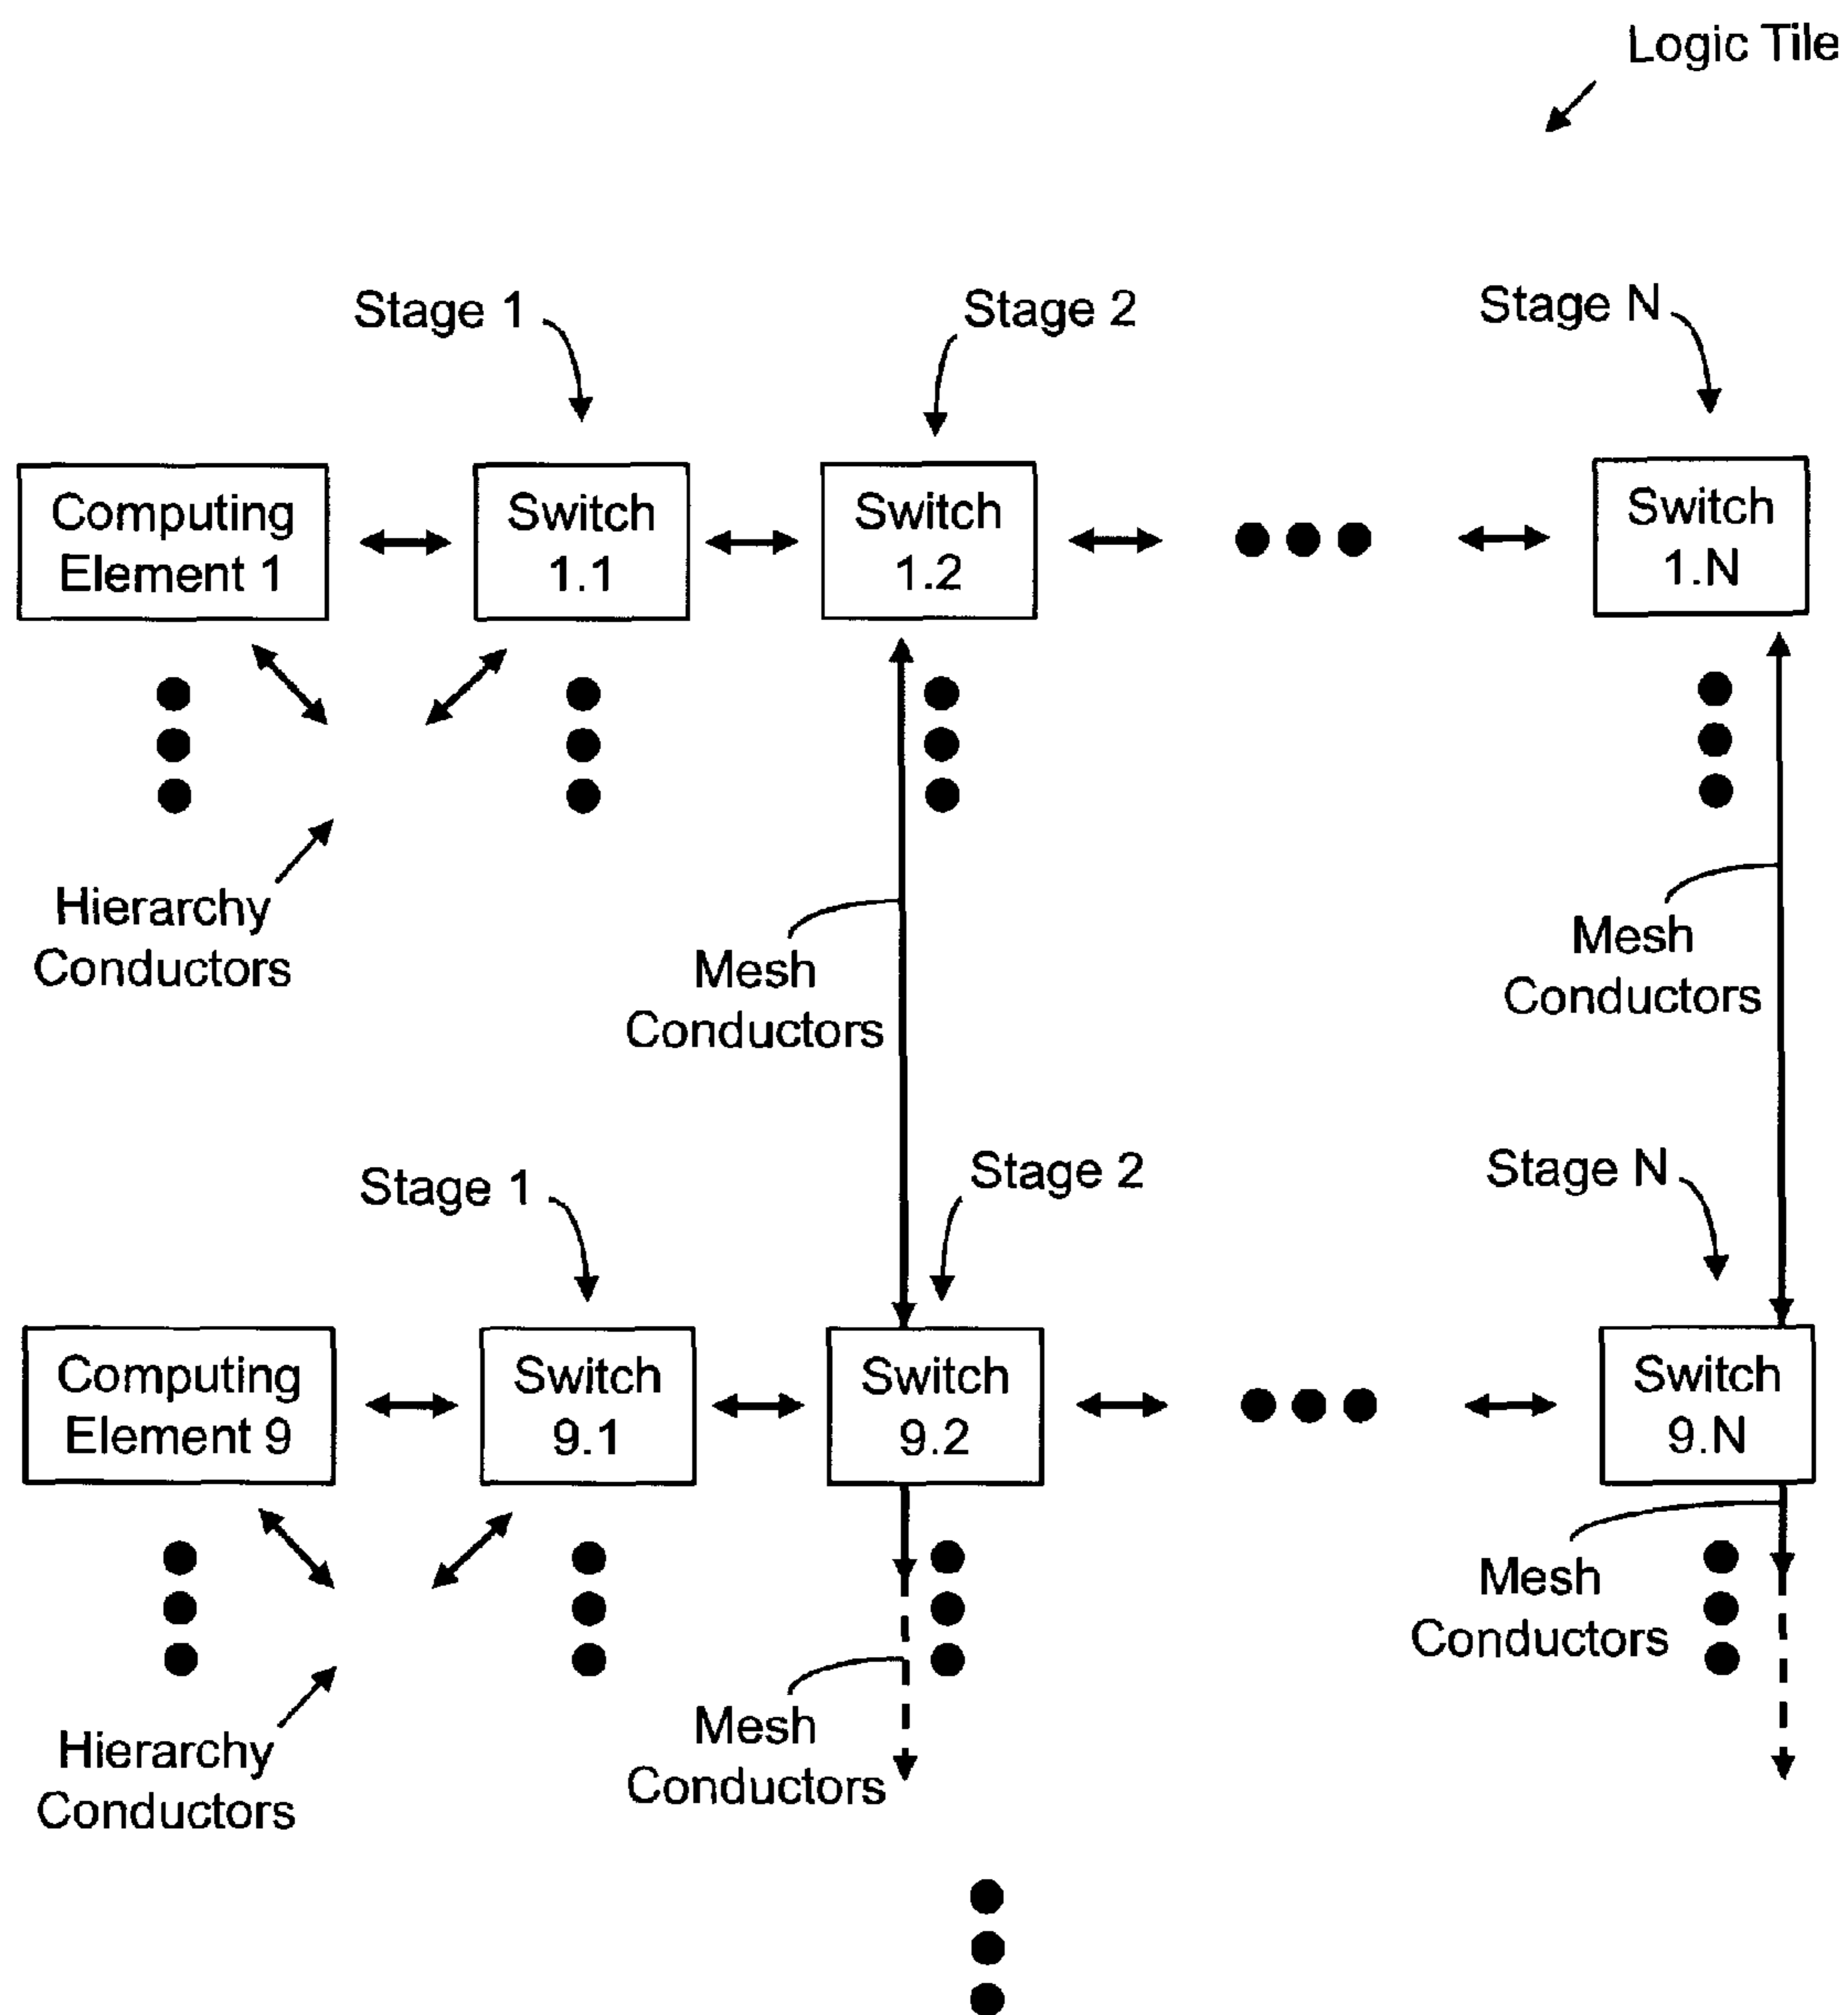 Logic Tile
Stage 1
Stage 2
Stage N
Computing
Element 1
Switch
1.1
Switch
1.2
Switch
1.N
Hierarchy
Conductors
Mesh
Conductors
Mesh
Conductors
Stage 1
Stage 2
Stage N
Computing
Element 9
Switch
9.1
Switch
9.2
Switch
9.N
Hierarchy
Conductors
Mesh
Conductors
Mesh
Conductors